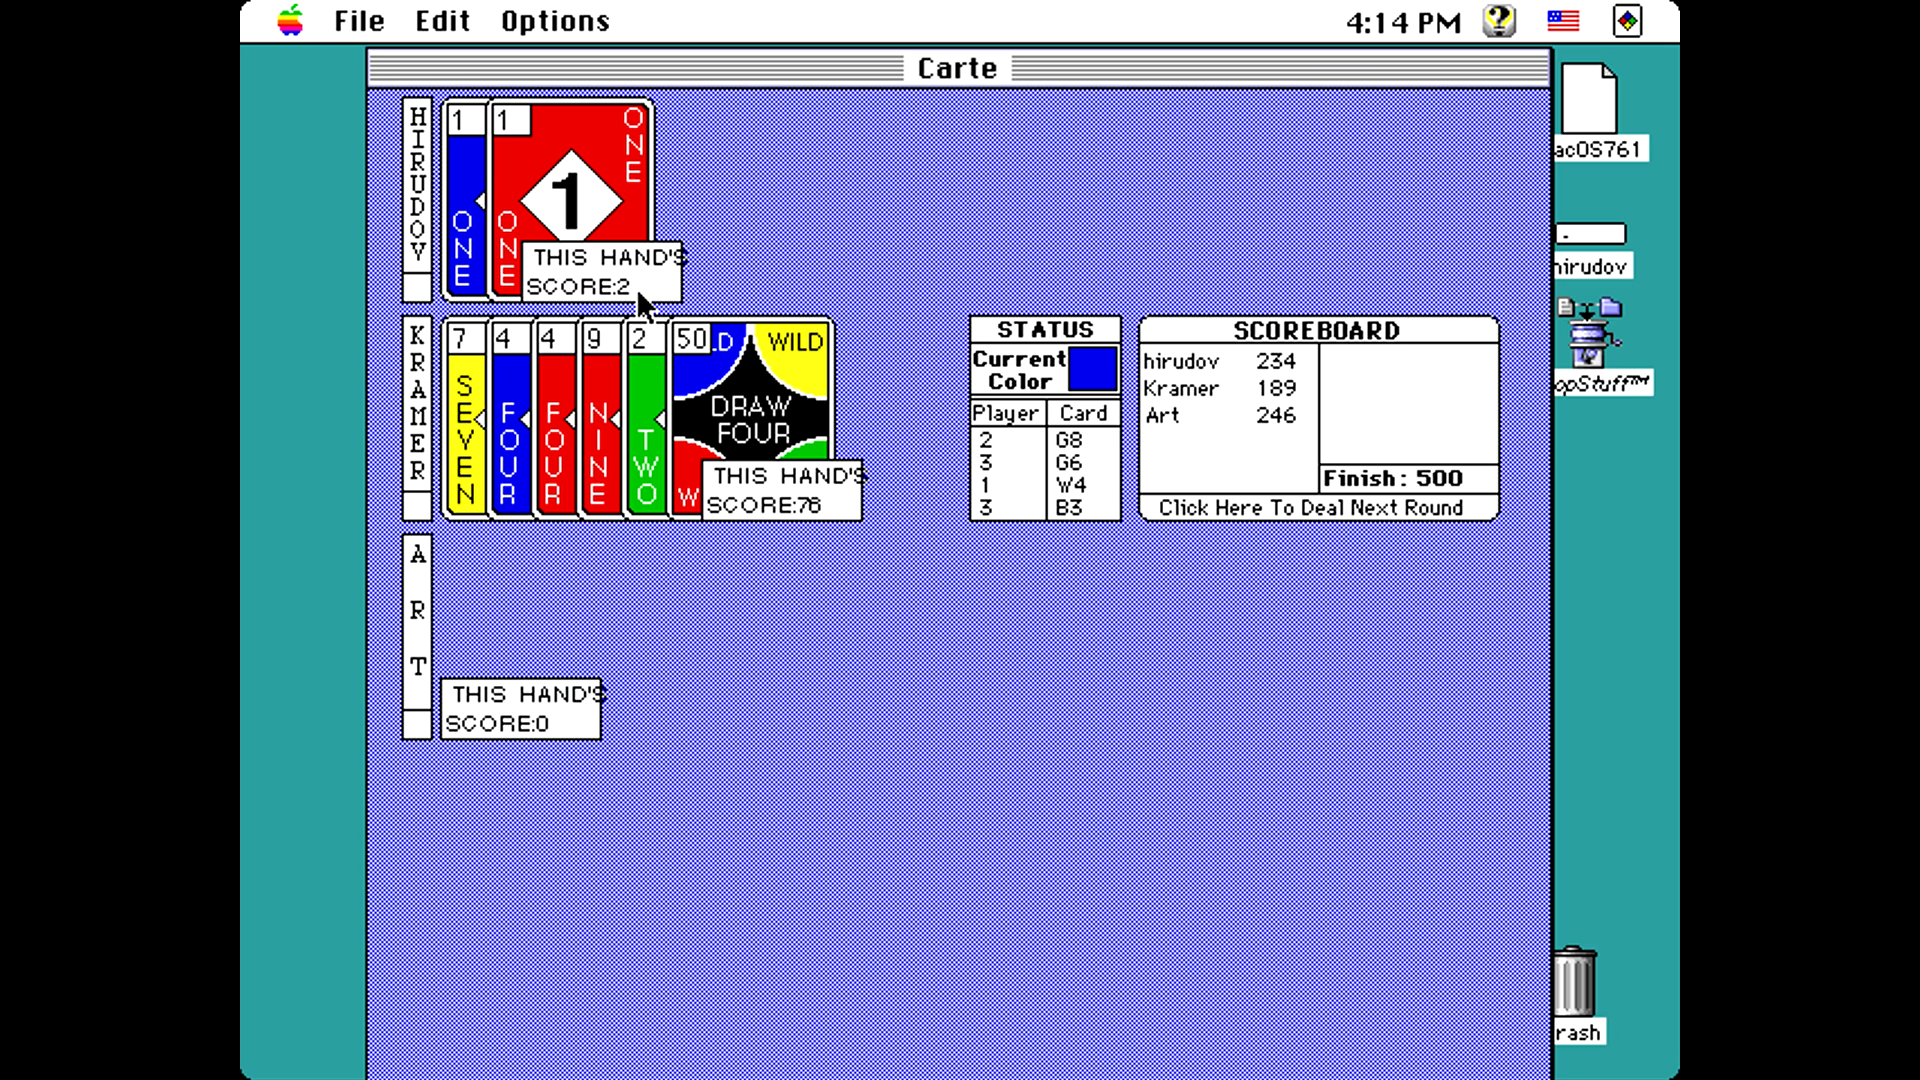 File Edit Options 4:14 PM
Carte
HIRUDOV
1 ONE
1 ONE ONE
1
THIS HAND'S
SCORE:2
KRAMER
7 SEVEN
4 FOUR
4 FOUR
9 NINE
2 TWO
50 LD WILD
DRAW
FOUR
W
THIS HAND'S
SCORE:76
STATUS
Current
Color
Player Card
2 G8
3 G6
1 W4
3 B3
SCOREBOARD
hirudov 234
Kramer 189
Art 246
Finish: 500
Click Here To Deal Next Round
ART
THIS HAND'S
SCORE:0
acOS761
hirudov
opStuff™
rash